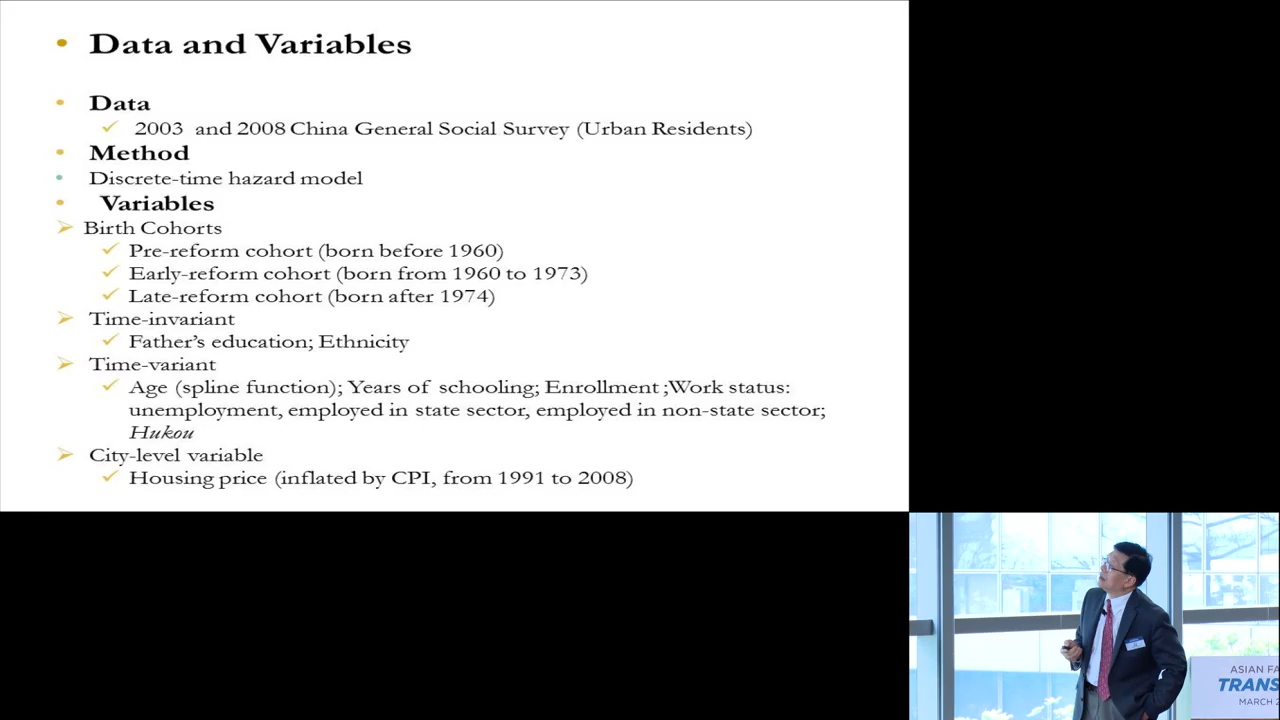 Data and Variables
Data
2003 and 2008 China General Social Survey (Urban Residents)
Method
Discrete-time hazard model
Variables
Birth Cohorts
Pre-reform cohort (born before 1960)
Early-reform cohort (born from 1960 to 1973)
Late-reform cohort (born after 1974)
Time-invariant
Father's education; Ethnicity
Time-variant
Age (spline function); Years of schooling; Enrollment ;Work status:
unemployment, employed in state sector, employed in non-state sector;
Hukou
City-level variable
Housing price (inflated by CPI, from 1991 to 2008)
ASIAN FA
TRANS
MARCH 2